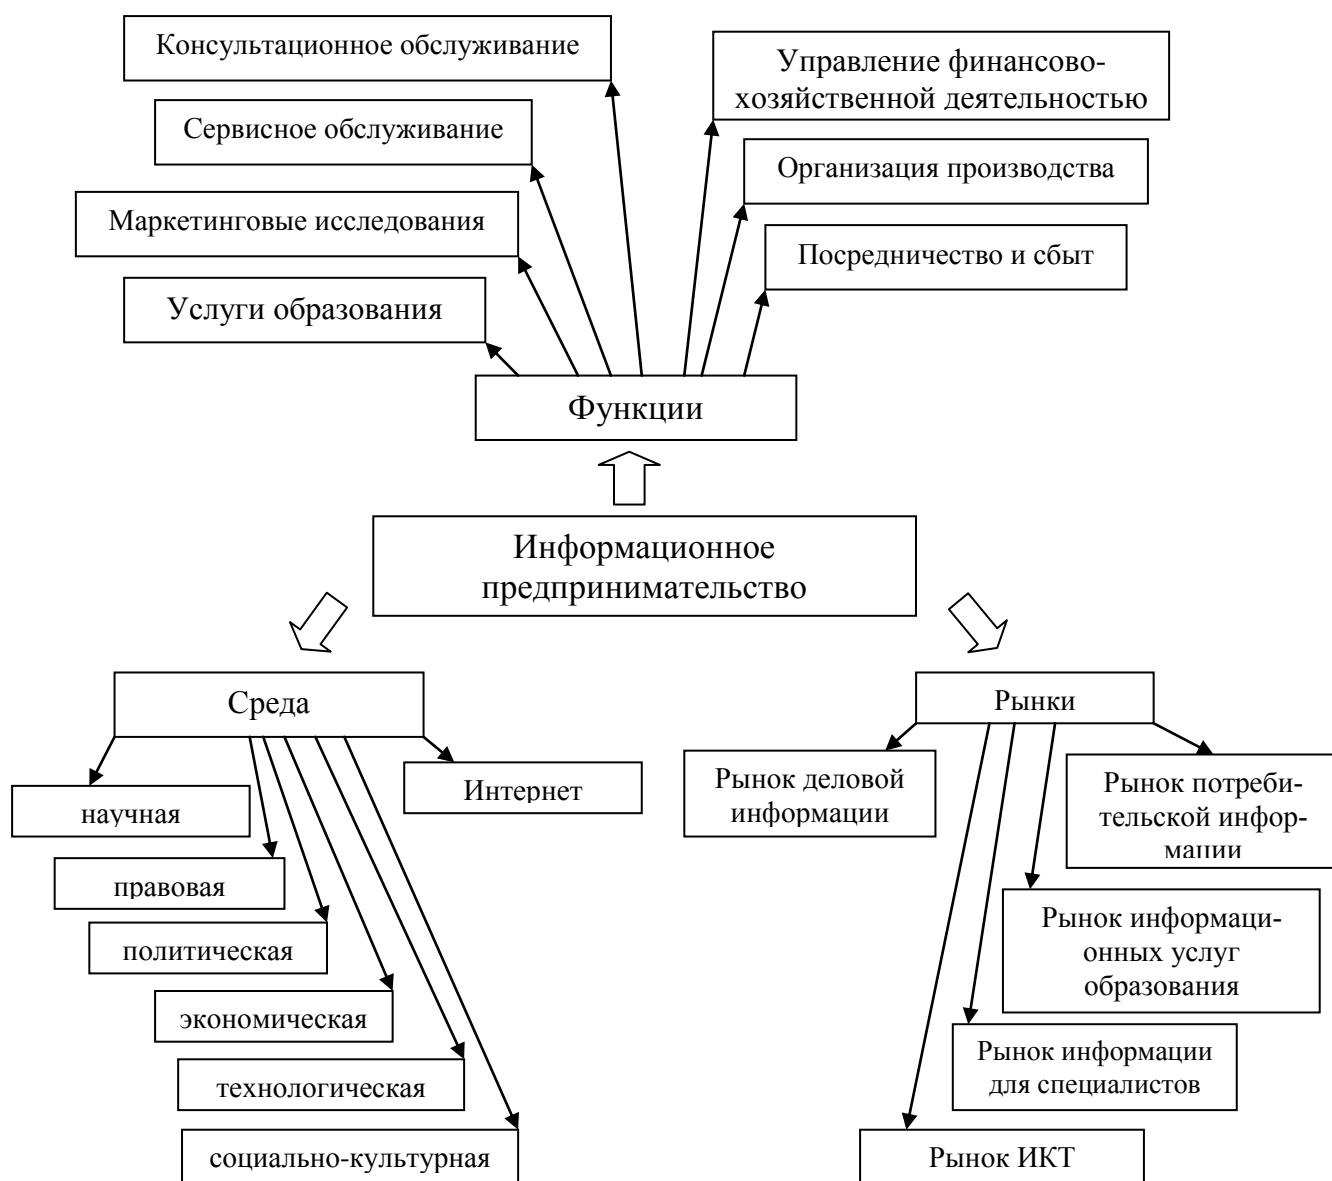 Консультационное обслуживание
Управление финансово-
хозяйственной деятельностью
Сервисное обслуживание
Организация производства
Маркетинговые исследования
Посредничество и сбыт
Услуги образования
Функции
Информационное
предпринимательство
Среда
Рынки
Интернет
научная
правовая
политическая
экономическая
технологическая
социально-культурная
Рынок деловой
информации
Рынок потреби-
тельской инфор-
мации
Рынок информаци-
онных услуг
образования
Рынок информации
для специалистов
Рынок ИКТ